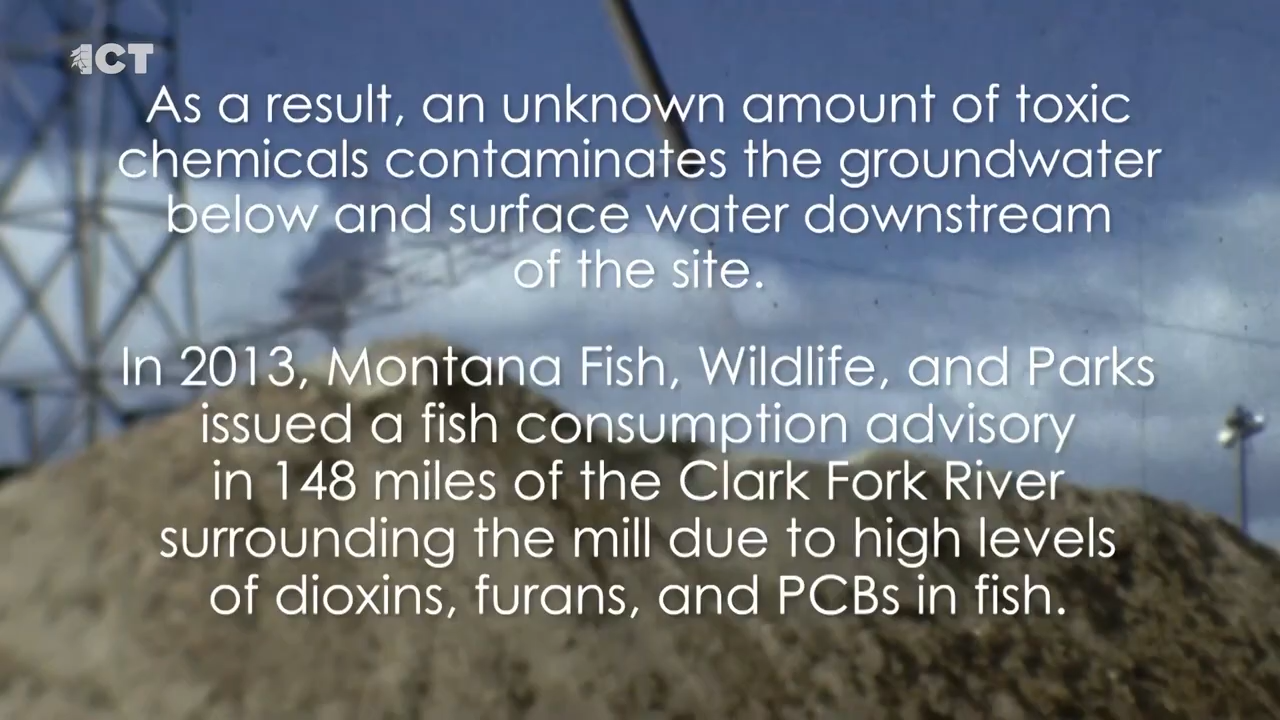 ICT
As a result, an unknown amount of toxic
chemicals contaminates the groundwater
below and surface water downstream
of the site.
In 2013, Montana Fish, Wildlife, and Parks
issued a fish consumption advisory
in 148 miles of the Clark Fork River
surrounding the mill due to high levels
of dioxins, furans, and PCBs in fish.